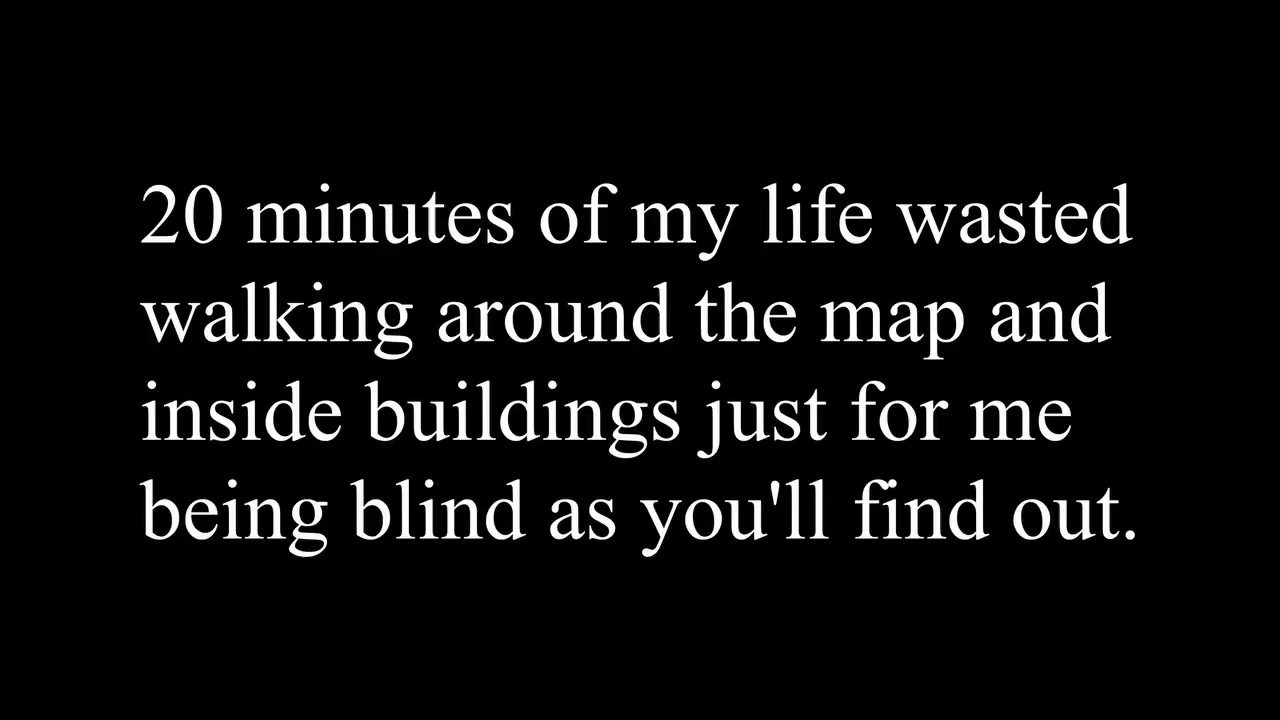 20 minutes of my life wasted
walking around the map and
inside buildings just for me
being blind as you'll find out.